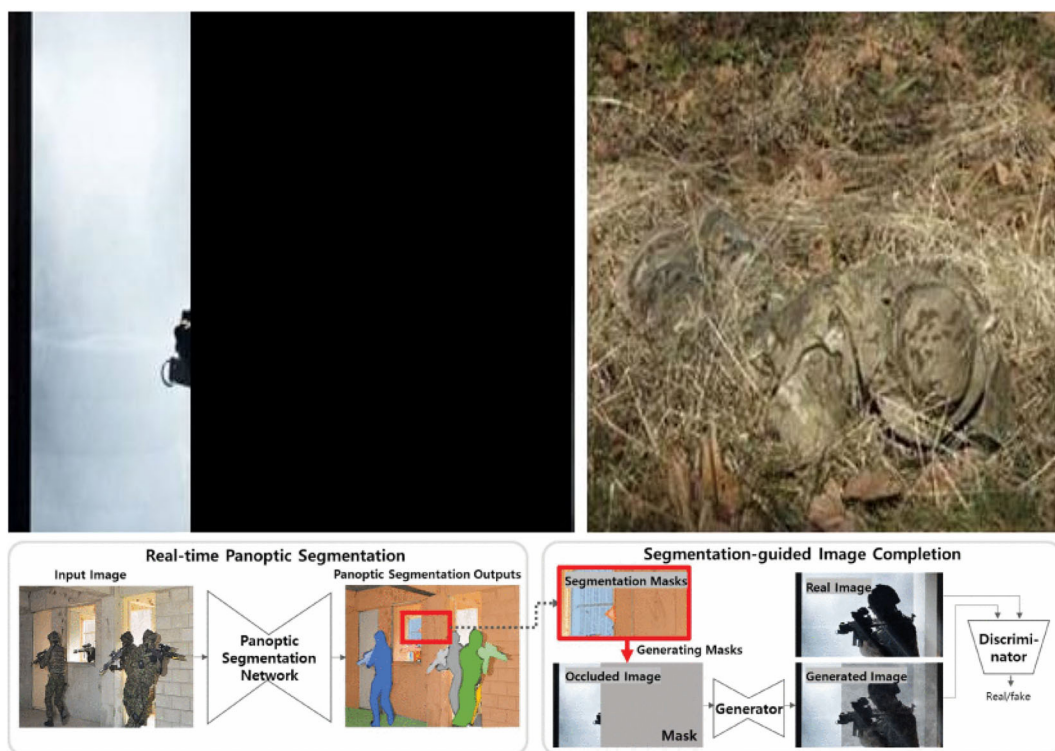 Real-time Panoptic Segmentation
Input Image
Panoptic Segmentation Outputs
Panoptic
Segmentation
Network
Segmentation-guided Image Completion
Segmentation Masks
Generating Masks
Occluded Image
Mask
Generator
Real Image
Generated Image
Discrimi-
nator
Real/fake